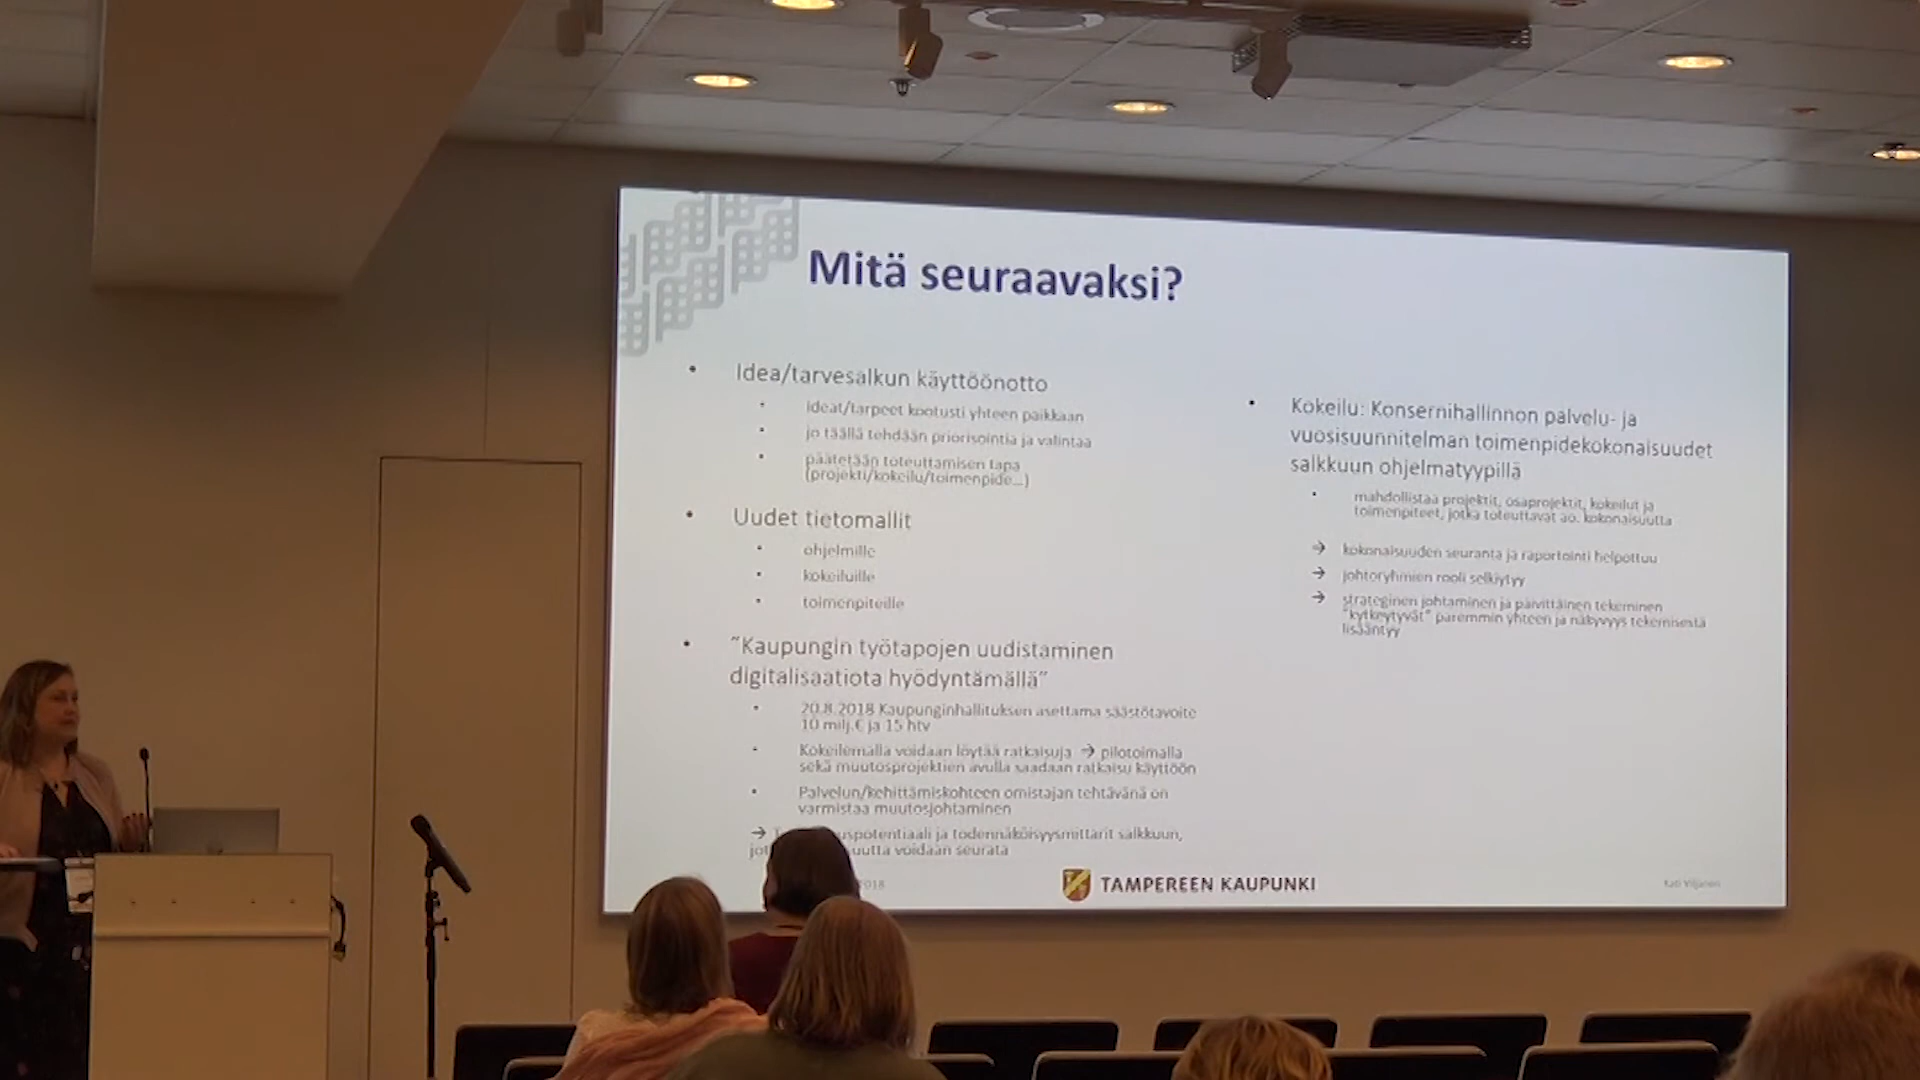 Mitä seuraavaksi?
• Idea/tarvesalkun käyttöönotto
• ideat/tarpeet kootusti yhteen paikkaan
• jo täällä tehdään priorisointia ja valintaa
• päätetään toteuttamisen tapa
(projekti/kokeilu/toimenpide...)
• Uudet tietomallit
• ohjelmille
• kokeiluille
• toimenpiteille
• "Kaupungin työtapojen uudistaminen
digitalisaatiota hyödyntämällä"
• 20.8.2018 Kaupunginhallituksen asettama säästötavoite
10 milj.€ ja 15 htv
• Kokeilemalla voidaan löytää ratkaisuja → pilotoimalla
sekä muutosprojektien avulla saadaan ratkaisu käyttöön
• Palvelun/kehittämiskohteen omistajan tehtävänä on
varmistaa muutosjohtaminen
→ ja todennäköisyysmittarit salkkuun,
voidaan seurata
• Kokeilu: Konsernihallinnon palvelu- ja
vuosisuunnitelman toimenpidekokonaisuudet
salkkuun ohjelmatyypillä
• mahdollistaa projektit, osaprojektit, kokeilut ja
toimenpiteet, jotka toteuttavat ao. kokonaisuutta
→ kokonaisuuden seuranta ja raportointi helpottuu
→ johtoryhmien rooli selkiytyy
→ strateginen johtaminen ja päivittäinen tekeminen
"kytkeytyvät" paremmin yhteen ja näkyvyys tekemisestä
lisääntyy
2018
TAMPEREEN KAUPUNKI
Kati Viljanen